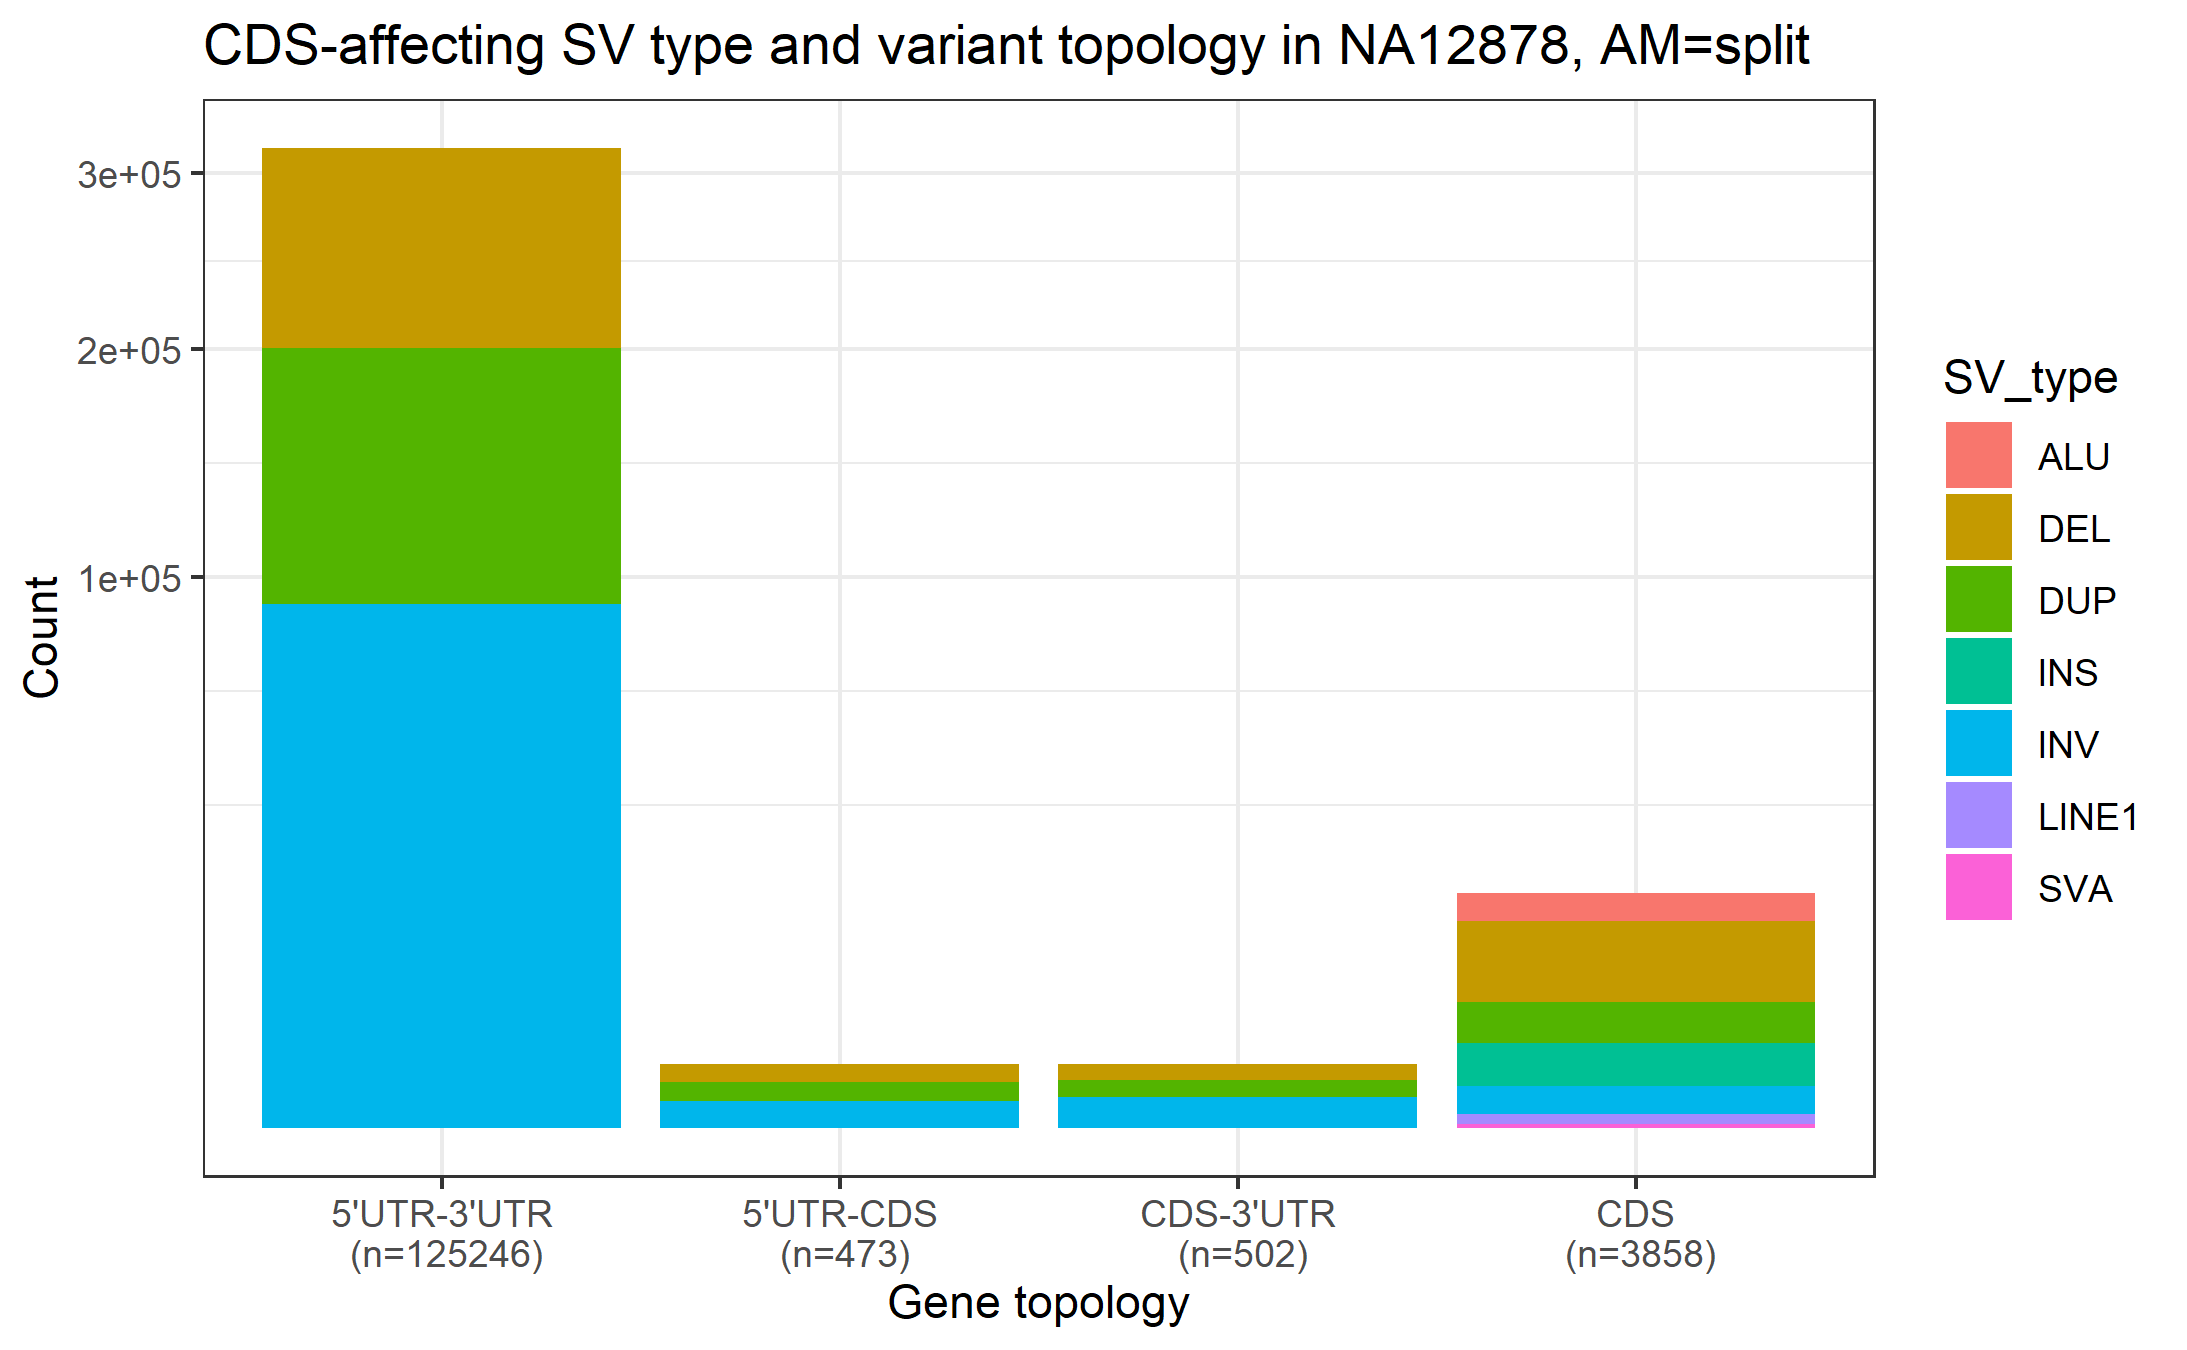 CDS-affecting SV type and variant topology in NA12878, AM=split
3e+05
2e+05
1e+05
Count
5'UTR-3'UTR
(n=125246)
5'UTR-CDS
(n=473)
CDS-3'UTR
(n=502)
CDS
(n=3858)
Gene topology
SV_type
ALU
DEL
DUP
INS
INV
LINE1
SVA